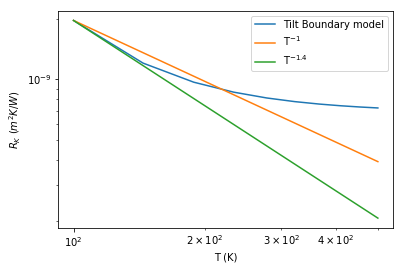 Tilt Boundary model
T⁻¹
T⁻¹·⁴
10⁻⁹
R_K (m²K/W)
10² 2 × 10² 3 × 10² 4 × 10²
T (K)